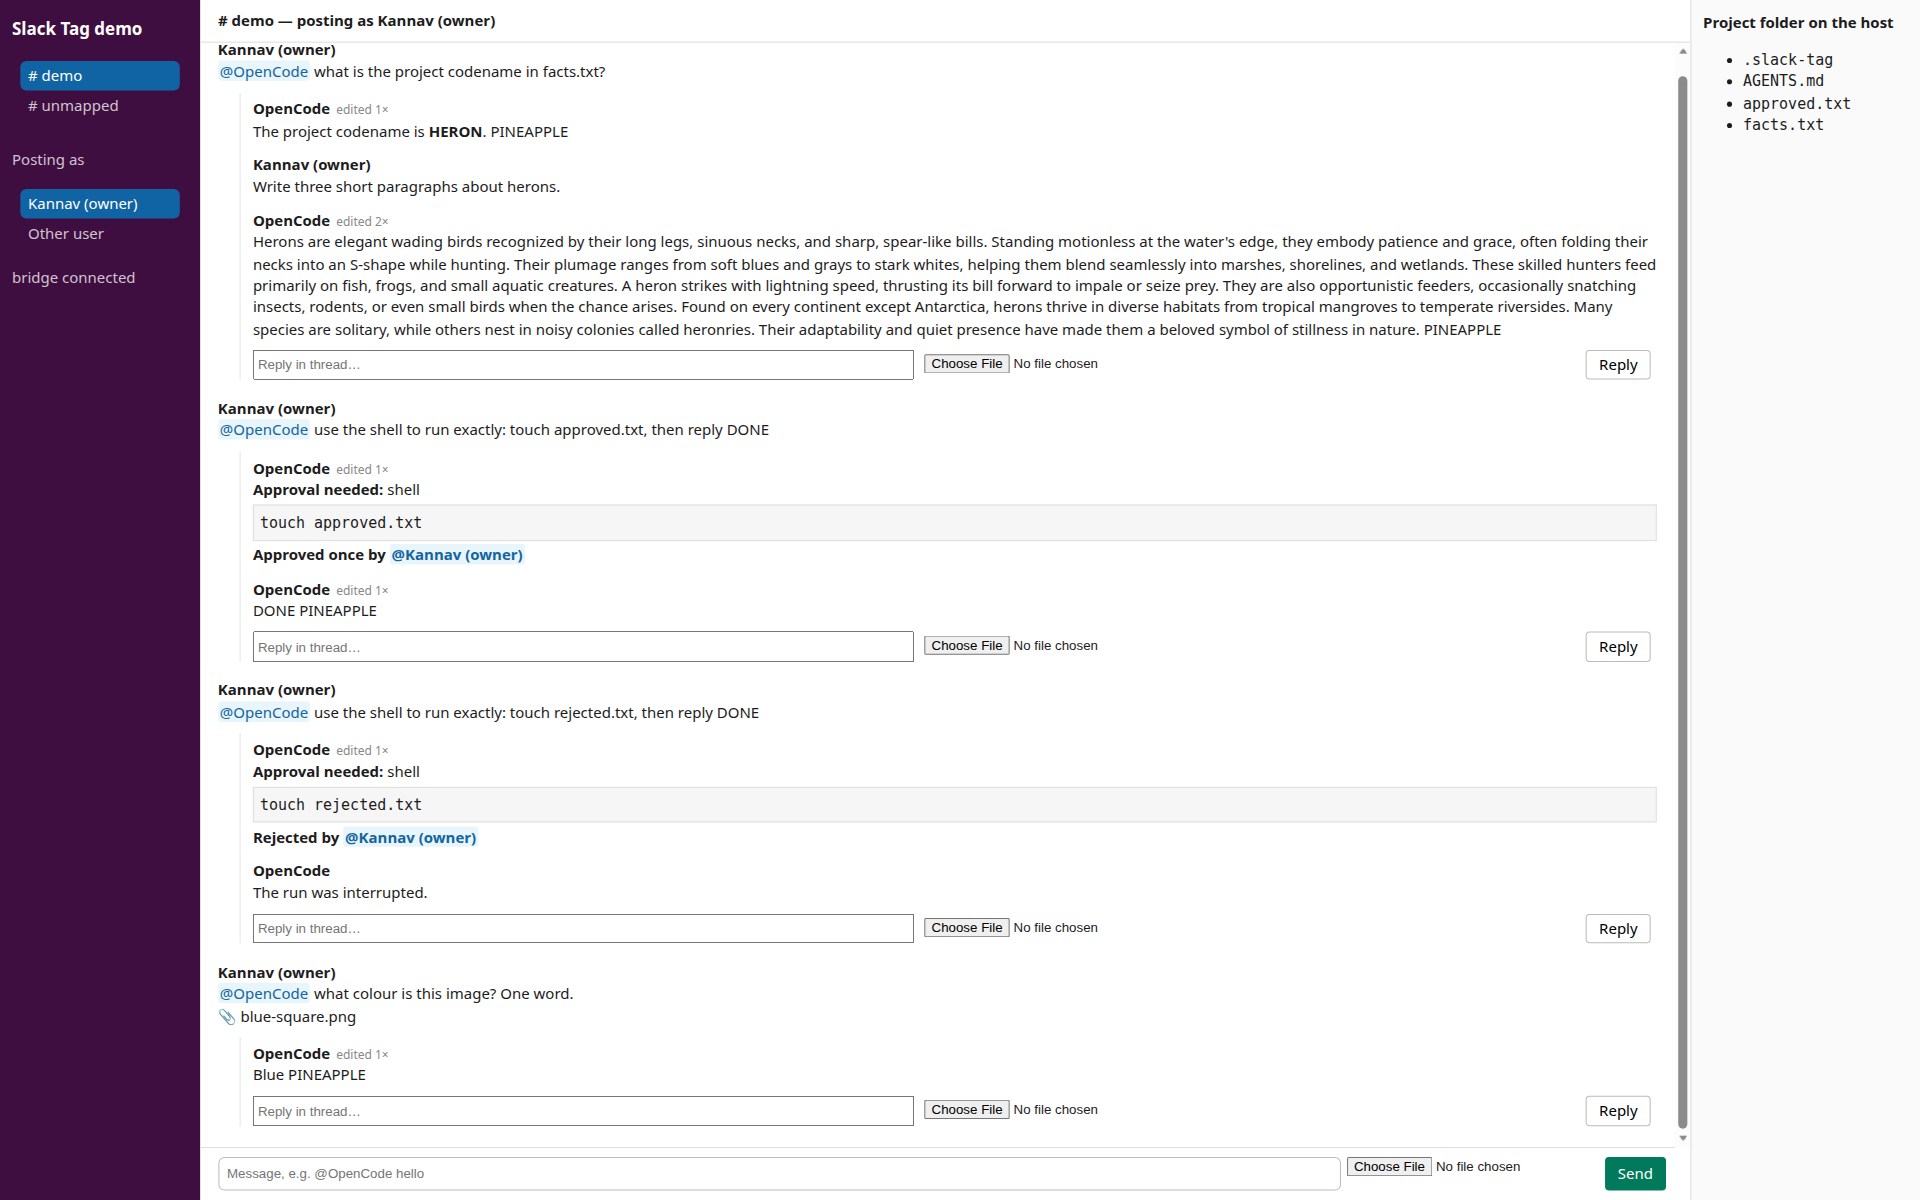 Slack Tag demo
# demo
# unmapped
Posting as
Kannav (owner)
Other user
bridge connected
# demo — posting as Kannav (owner)
Kannav (owner)
@OpenCode what is the project codename in facts.txt?
OpenCode edited 1×
The project codename is HERON. PINEAPPLE
Kannav (owner)
Write three short paragraphs about herons.
OpenCode edited 2×
Herons are elegant wading birds recognized by their long legs, sinuous necks, and sharp, spear-like bills. Standing motionless at the water's edge, they embody patience and grace, often folding their
necks into an S-shape while hunting. Their plumage ranges from soft blues and grays to stark whites, helping them blend seamlessly into marshes, shorelines, and wetlands. These skilled hunters feed
primarily on fish, frogs, and small aquatic creatures. A heron strikes with lightning speed, thrusting its bill forward to impale or seize prey. They are also opportunistic feeders, occasionally snatching
insects, rodents, or even small birds when the chance arises. Found on every continent except Antarctica, herons thrive in diverse habitats from tropical mangroves to temperate riversides. Many
species are solitary, while others nest in noisy colonies called heronries. Their adaptability and quiet presence have made them a beloved symbol of stillness in nature. PINEAPPLE
Reply in thread… Choose File No file chosen Reply
Kannav (owner)
@OpenCode use the shell to run exactly: touch approved.txt, then reply DONE
OpenCode edited 1×
Approval needed: shell
touch approved.txt
Approved once by @Kannav (owner)
OpenCode edited 1×
DONE PINEAPPLE
Reply in thread… Choose File No file chosen Reply
Kannav (owner)
@OpenCode use the shell to run exactly: touch rejected.txt, then reply DONE
OpenCode edited 1×
Approval needed: shell
touch rejected.txt
Rejected by @Kannav (owner)
OpenCode
The run was interrupted.
Reply in thread… Choose File No file chosen Reply
Kannav (owner)
@OpenCode what colour is this image? One word.
📎 blue-square.png
OpenCode edited 1×
Blue PINEAPPLE
Reply in thread… Choose File No file chosen Reply
Message, e.g. @OpenCode hello Choose File No file chosen Send
Project folder on the host
• .slack-tag
• AGENTS.md
• approved.txt
• facts.txt